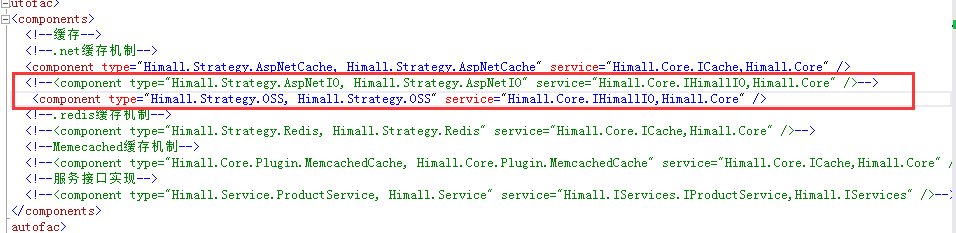 utofac>
<components>
<!--缓存-->
<!--.net缓存机制-->
<component type="Himall.Strategy.AspNetCache, Himall.Strategy.AspNetCache" service="Himall.Core.ICache,Himall.Core" />
<!--<component type="Himall.Strategy.AspNetIO, Himall.Strategy.AspNetIO" service="Himall.Core.IHimallIO,Himall.Core" />-->
<component type="Himall.Strategy.OSS, Himall.Strategy.OSS" service="Himall.Core.IHimallIO,Himall.Core" />
<!--.redis缓存机制-->
<!--<component type="Himall.Strategy.Redis, Himall.Strategy.Redis" service="Himall.Core.ICache,Himall.Core" />-->
<!--Memecached缓存机制-->
<!--<component type="Himall.Core.Plugin.MemcachedCache, Himall.Core.Plugin.MemcachedCache" service="Himall.Core.ICache,Himall.Core" /
<!--服务接口实现-->
<!--<component type="Himall.Service.ProductService, Himall.Service" service="Himall.IServices.IProductService,Himall.IServices" />-->
</components>
autofac>